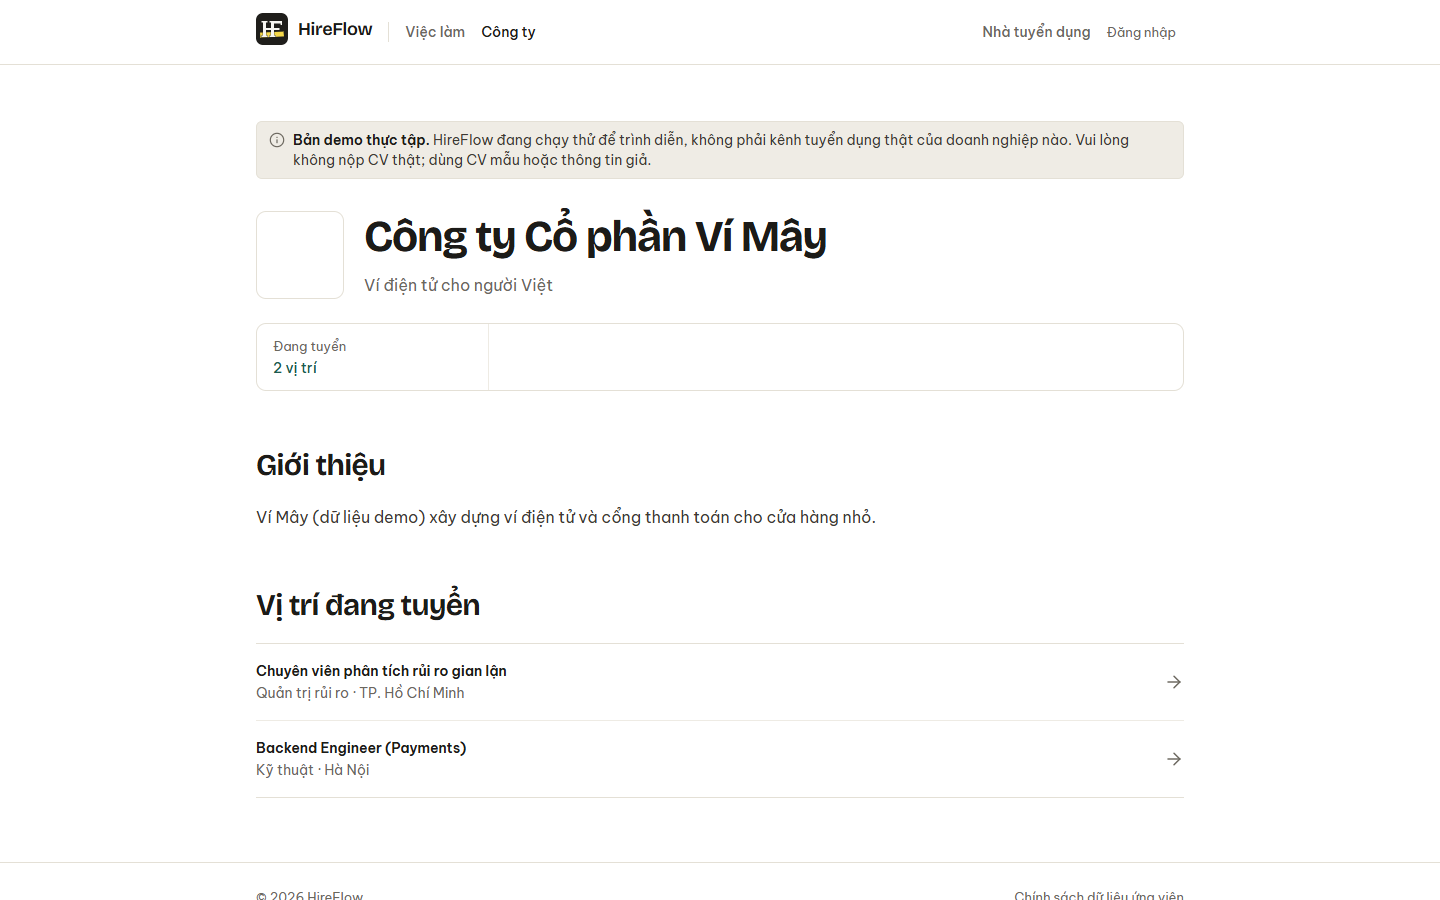 HireFlow
Việc làm
Công ty
Nhà tuyển dụng
Đăng nhập
Bản demo thực tập. HireFlow đang chạy thử để trình diễn, không phải kênh tuyển dụng thật của doanh nghiệp nào. Vui lòng
không nộp CV thật; dùng CV mẫu hoặc thông tin giả.
Công ty Cổ phần Ví Mây
Ví điện tử cho người Việt
Đang tuyển
2 vị trí
Giới thiệu
Ví Mây (dữ liệu demo) xây dựng ví điện tử và cổng thanh toán cho cửa hàng nhỏ.
Vị trí đang tuyển
Chuyên viên phân tích rủi ro gian lận
Quản trị rủi ro · TP. Hồ Chí Minh
Backend Engineer (Payments)
Kỹ thuật · Hà Nội
© 2026 HireFlow
Chính sách dữ liệu ứng viên